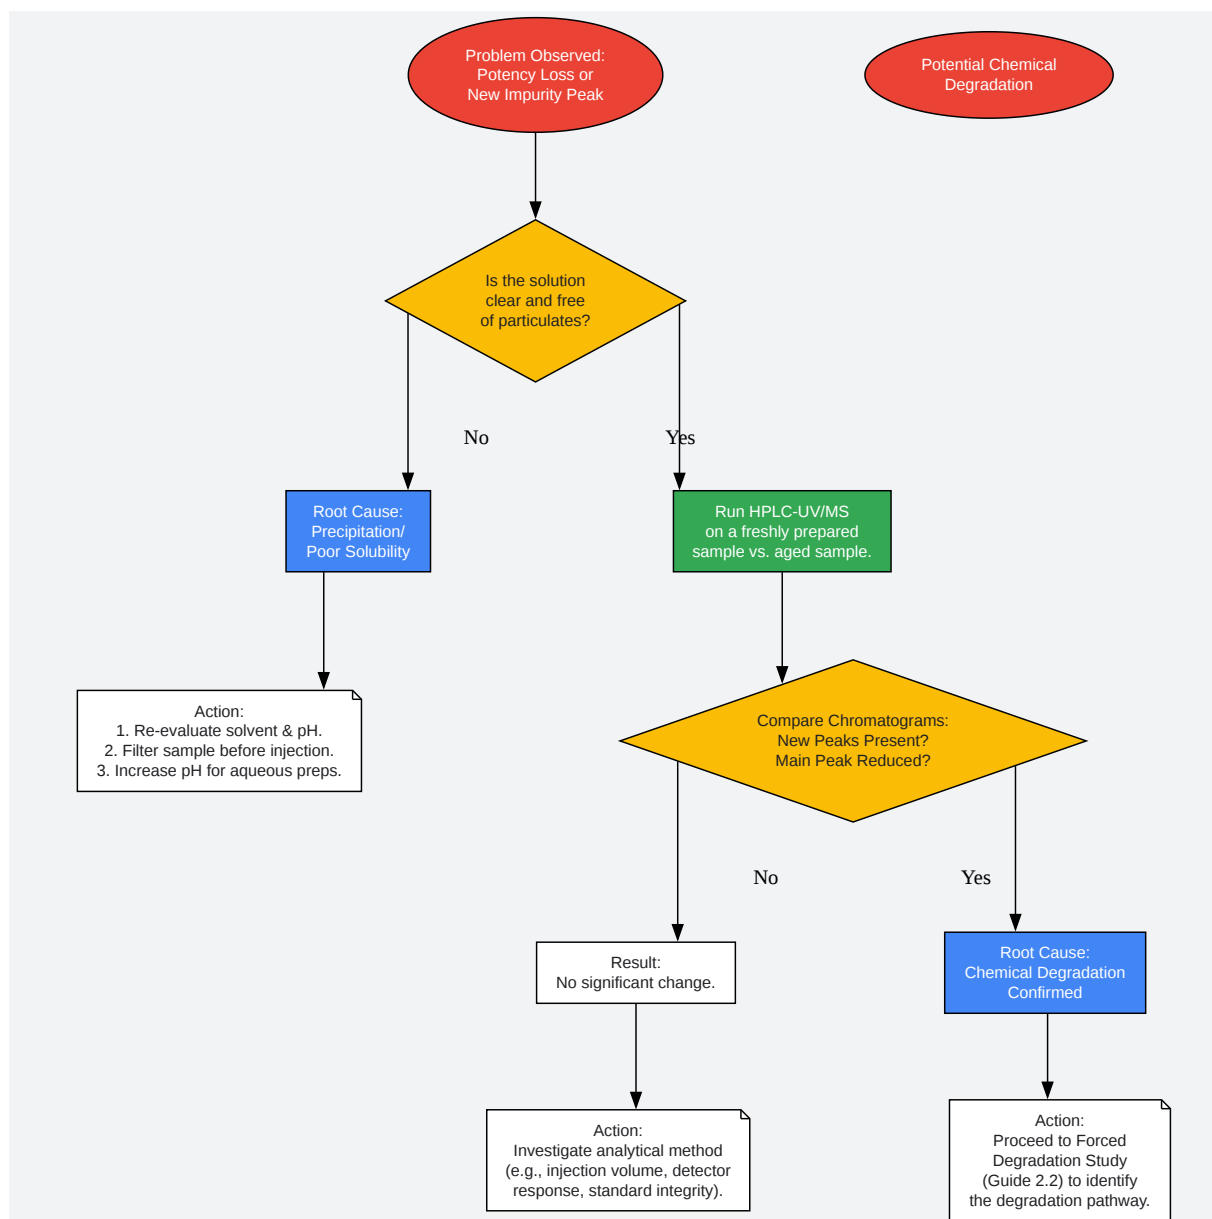 Problem Observed:
Potency Loss or
New Impurity Peak
Potential Chemical
Degradation
Is the solution
clear and free
of particulates?
No
Yes
Root Cause:
Precipitation/
Poor Solubility
Run HPLC-UV/MS
on a freshly prepared
sample vs. aged sample.
Action:
1. Re-evaluate solvent & pH.
2. Filter sample before injection.
3. Increase pH for aqueous preps.
Compare Chromatograms:
New Peaks Present?
Main Peak Reduced?
No
Yes
Result:
No significant change.
Root Cause:
Chemical Degradation
Confirmed
Action:
Investigate analytical method
(e.g., injection volume, detector
response, standard integrity).
Action:
Proceed to Forced
Degradation Study
(Guide 2.2) to identify
the degradation pathway.